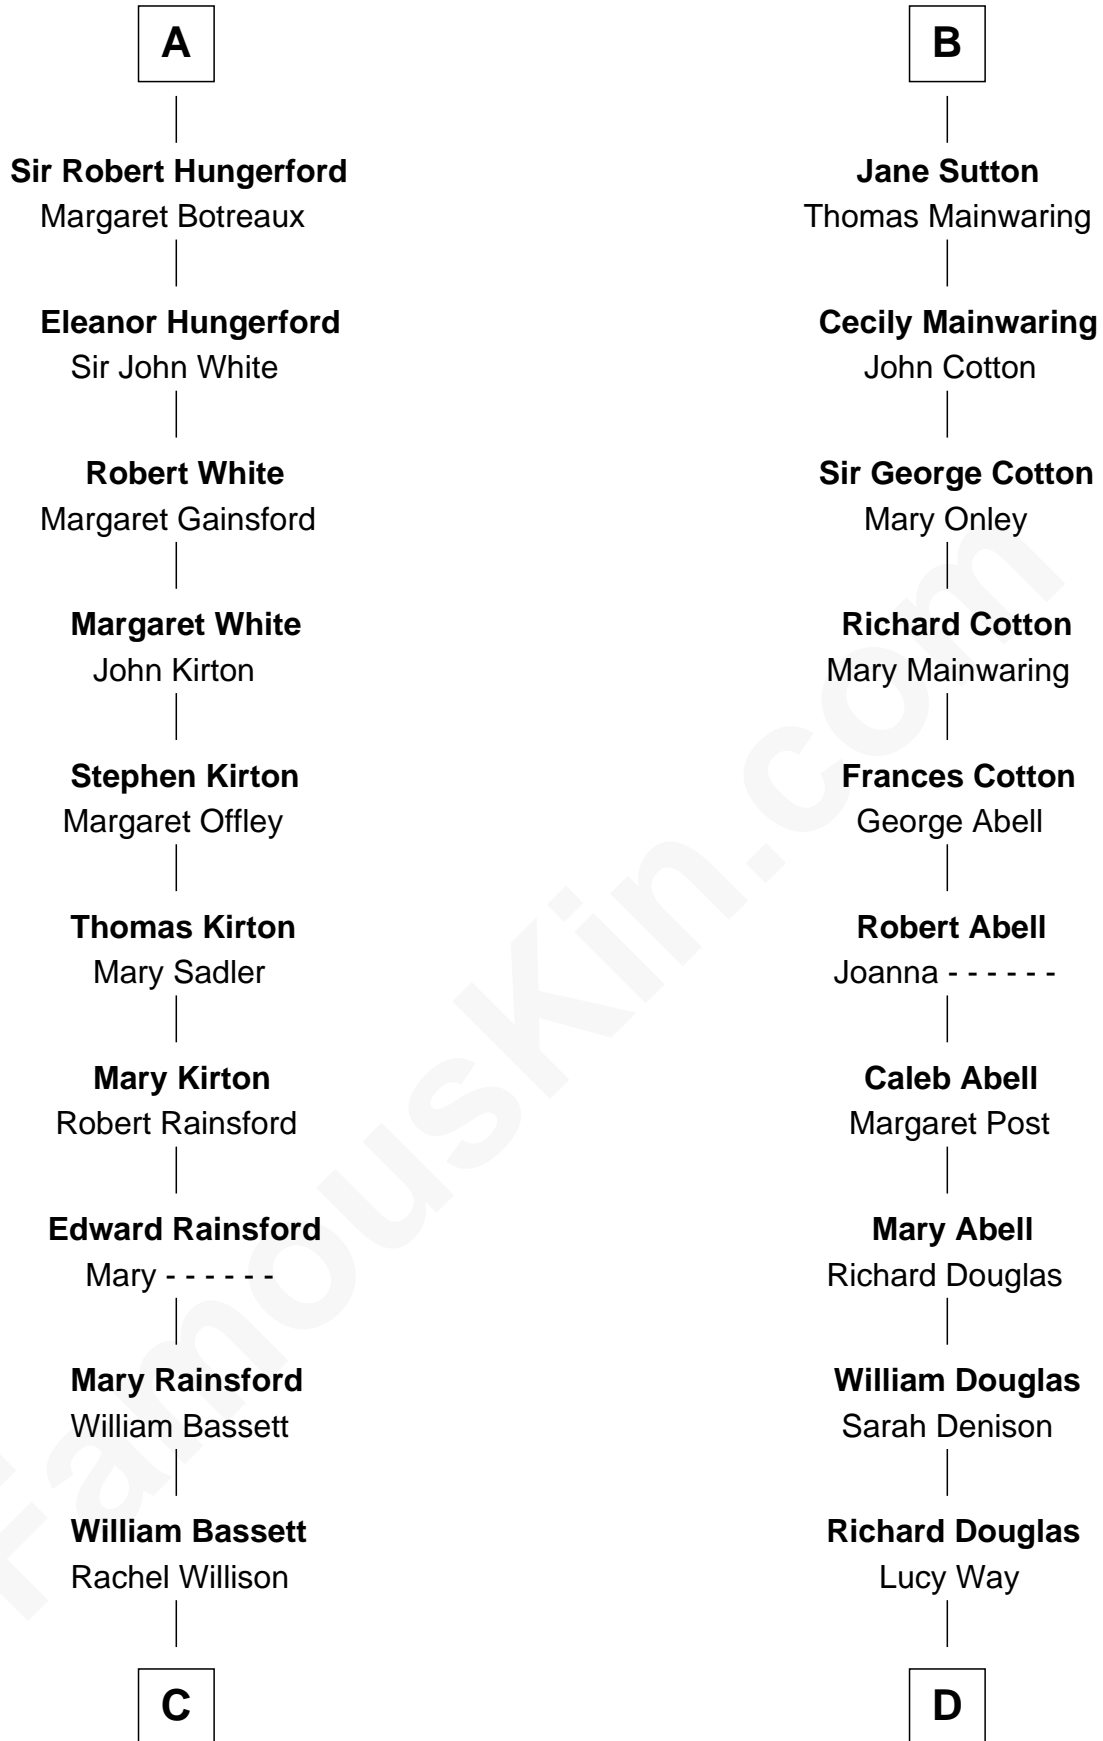 A
Sir Robert Hungerford
Margaret Botreaux
Eleanor Hungerford
Sir John White
Robert White
Margaret Gainsford
Margaret White
John Kirton
Stephen Kirton
Margaret Offley
Thomas Kirton
Mary Sadler
Mary Kirton
Robert Rainsford
Edward Rainsford
Mary - - - - - -
Mary Rainsford
William Bassett
William Bassett
Rachel Willison
C
B
Jane Sutton
Thomas Mainwaring
Cecily Mainwaring
John Cotton
Sir George Cotton
Mary Onley
Richard Cotton
Mary Mainwaring
Frances Cotton
George Abell
Robert Abell
Joanna - - - - - -
Caleb Abell
Margaret Post
Mary Abell
Richard Douglas
William Douglas
Sarah Denison
Richard Douglas
Lucy Way
D
FamousKin.com